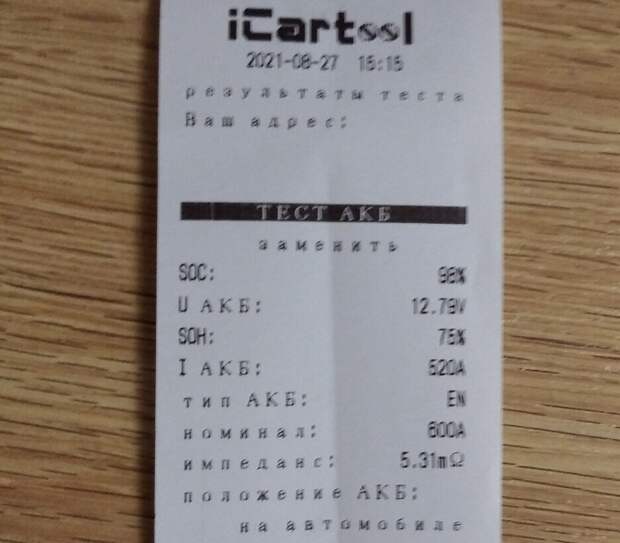 iCartool
2021-08-27 15:15
результаты теста
Ваш адрес:
ТЕСТ АКБ
заменить
SOC: 98%
U АКБ: 12.79V
SOH: 75%
I АКБ: 520A
тип АКБ: EN
номинал: 600A
импеданс: 5.31mΩ
положение АКБ:
на автомобиле